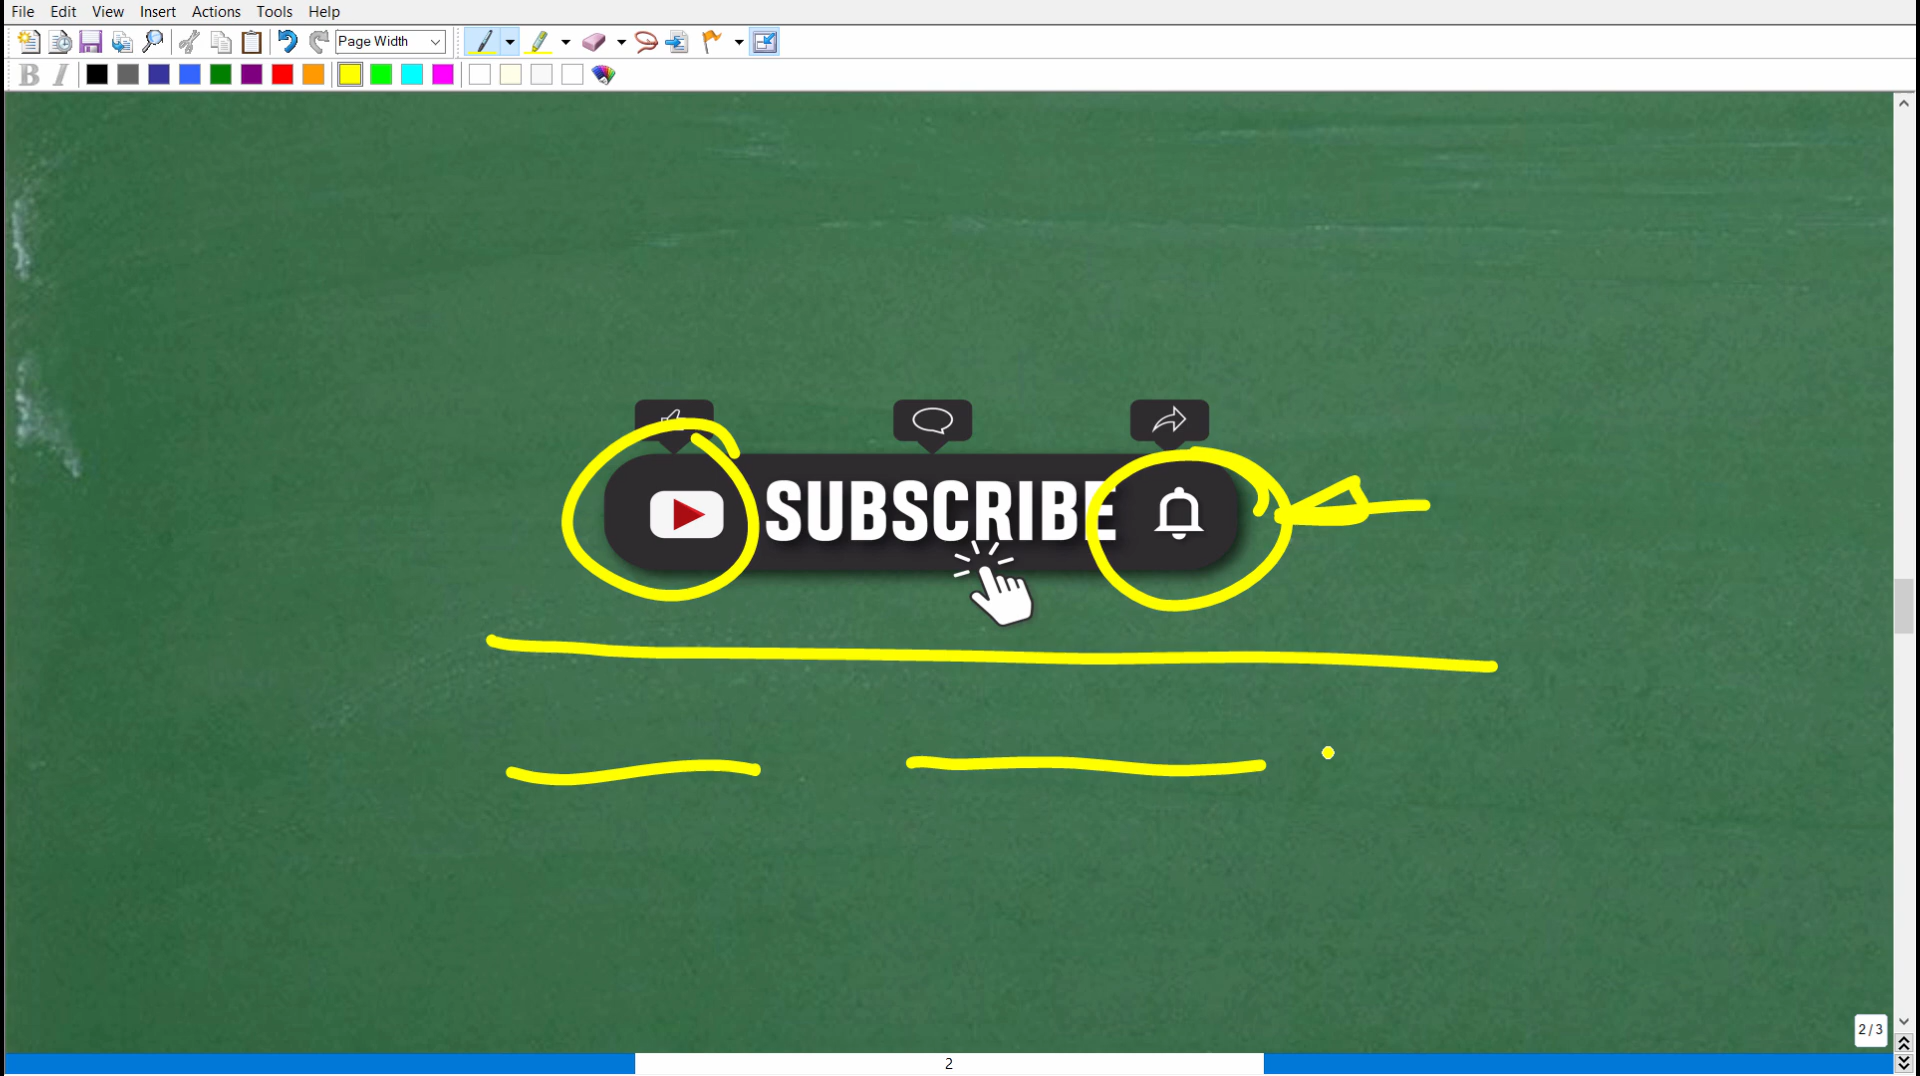 File Edit View Insert Actions Tools Help
Page Width
B I
SUBSCRIBE
2 / 3
2